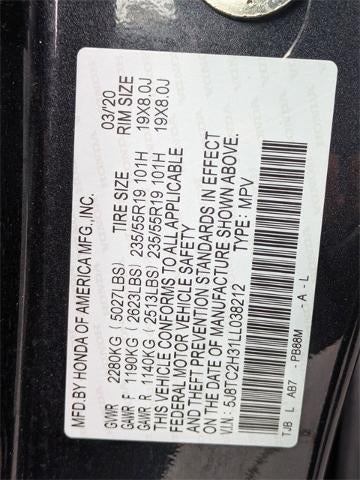 MFD.BY HONDA OF AMERICA MFG.,INC. 03/'20
GVWR 2280KG ( 5027LBS) TIRE SIZE RIM SIZE
GAWR F 1190KG ( 2623LBS) 235/55R19 101H 19X8.0J
GAWR R 1140KG ( 2513LBS) 235/55R19 101H 19X8.0J
THIS VEHICLE CONFORMS TO ALL APPLICABLE
FEDERAL MOTOR VEHICLE SAFETY
AND THEFT PREVENTION STANDARDS IN EFFECT
ON THE DATE OF MANUFACTURE SHOWN ABOVE.
V.I.N: 5J8TC2H31LL038212 TYPE: MPV
TJB L AB7 -PB88M -A-L